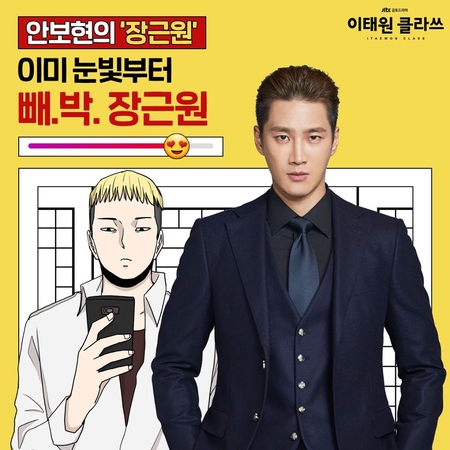 안보현의 '장근원'
이미 눈빛부터
빼.박. 장근원
jtbc 금토드라마
이태원 클라쓰
ITAEWON CLASS